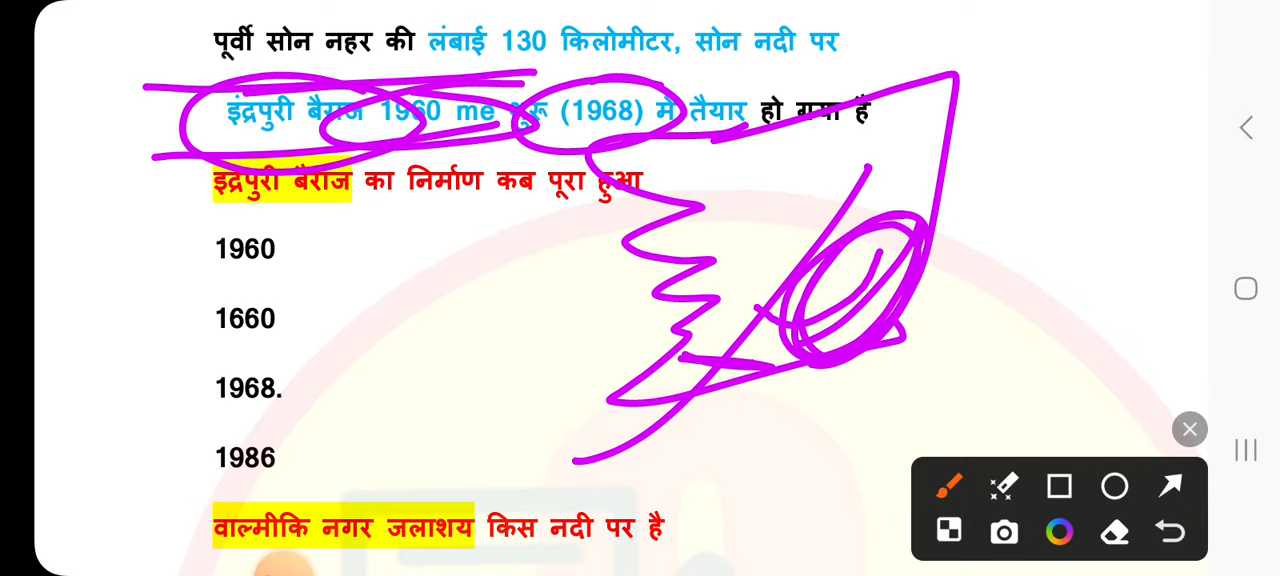 पूर्वी सोन नहर की लंबाई 130 किलोमीटर, सोन नदी पर
इंद्रपुरी बैराज 1960 me शुरू (1968) मे तैयार हो गया है
इंद्रपुरी बैराज का निर्माण कब पूरा हुआ
1960
1660
1968.
1986
वाल्मीकि नगर जलाशय किस नदी पर है